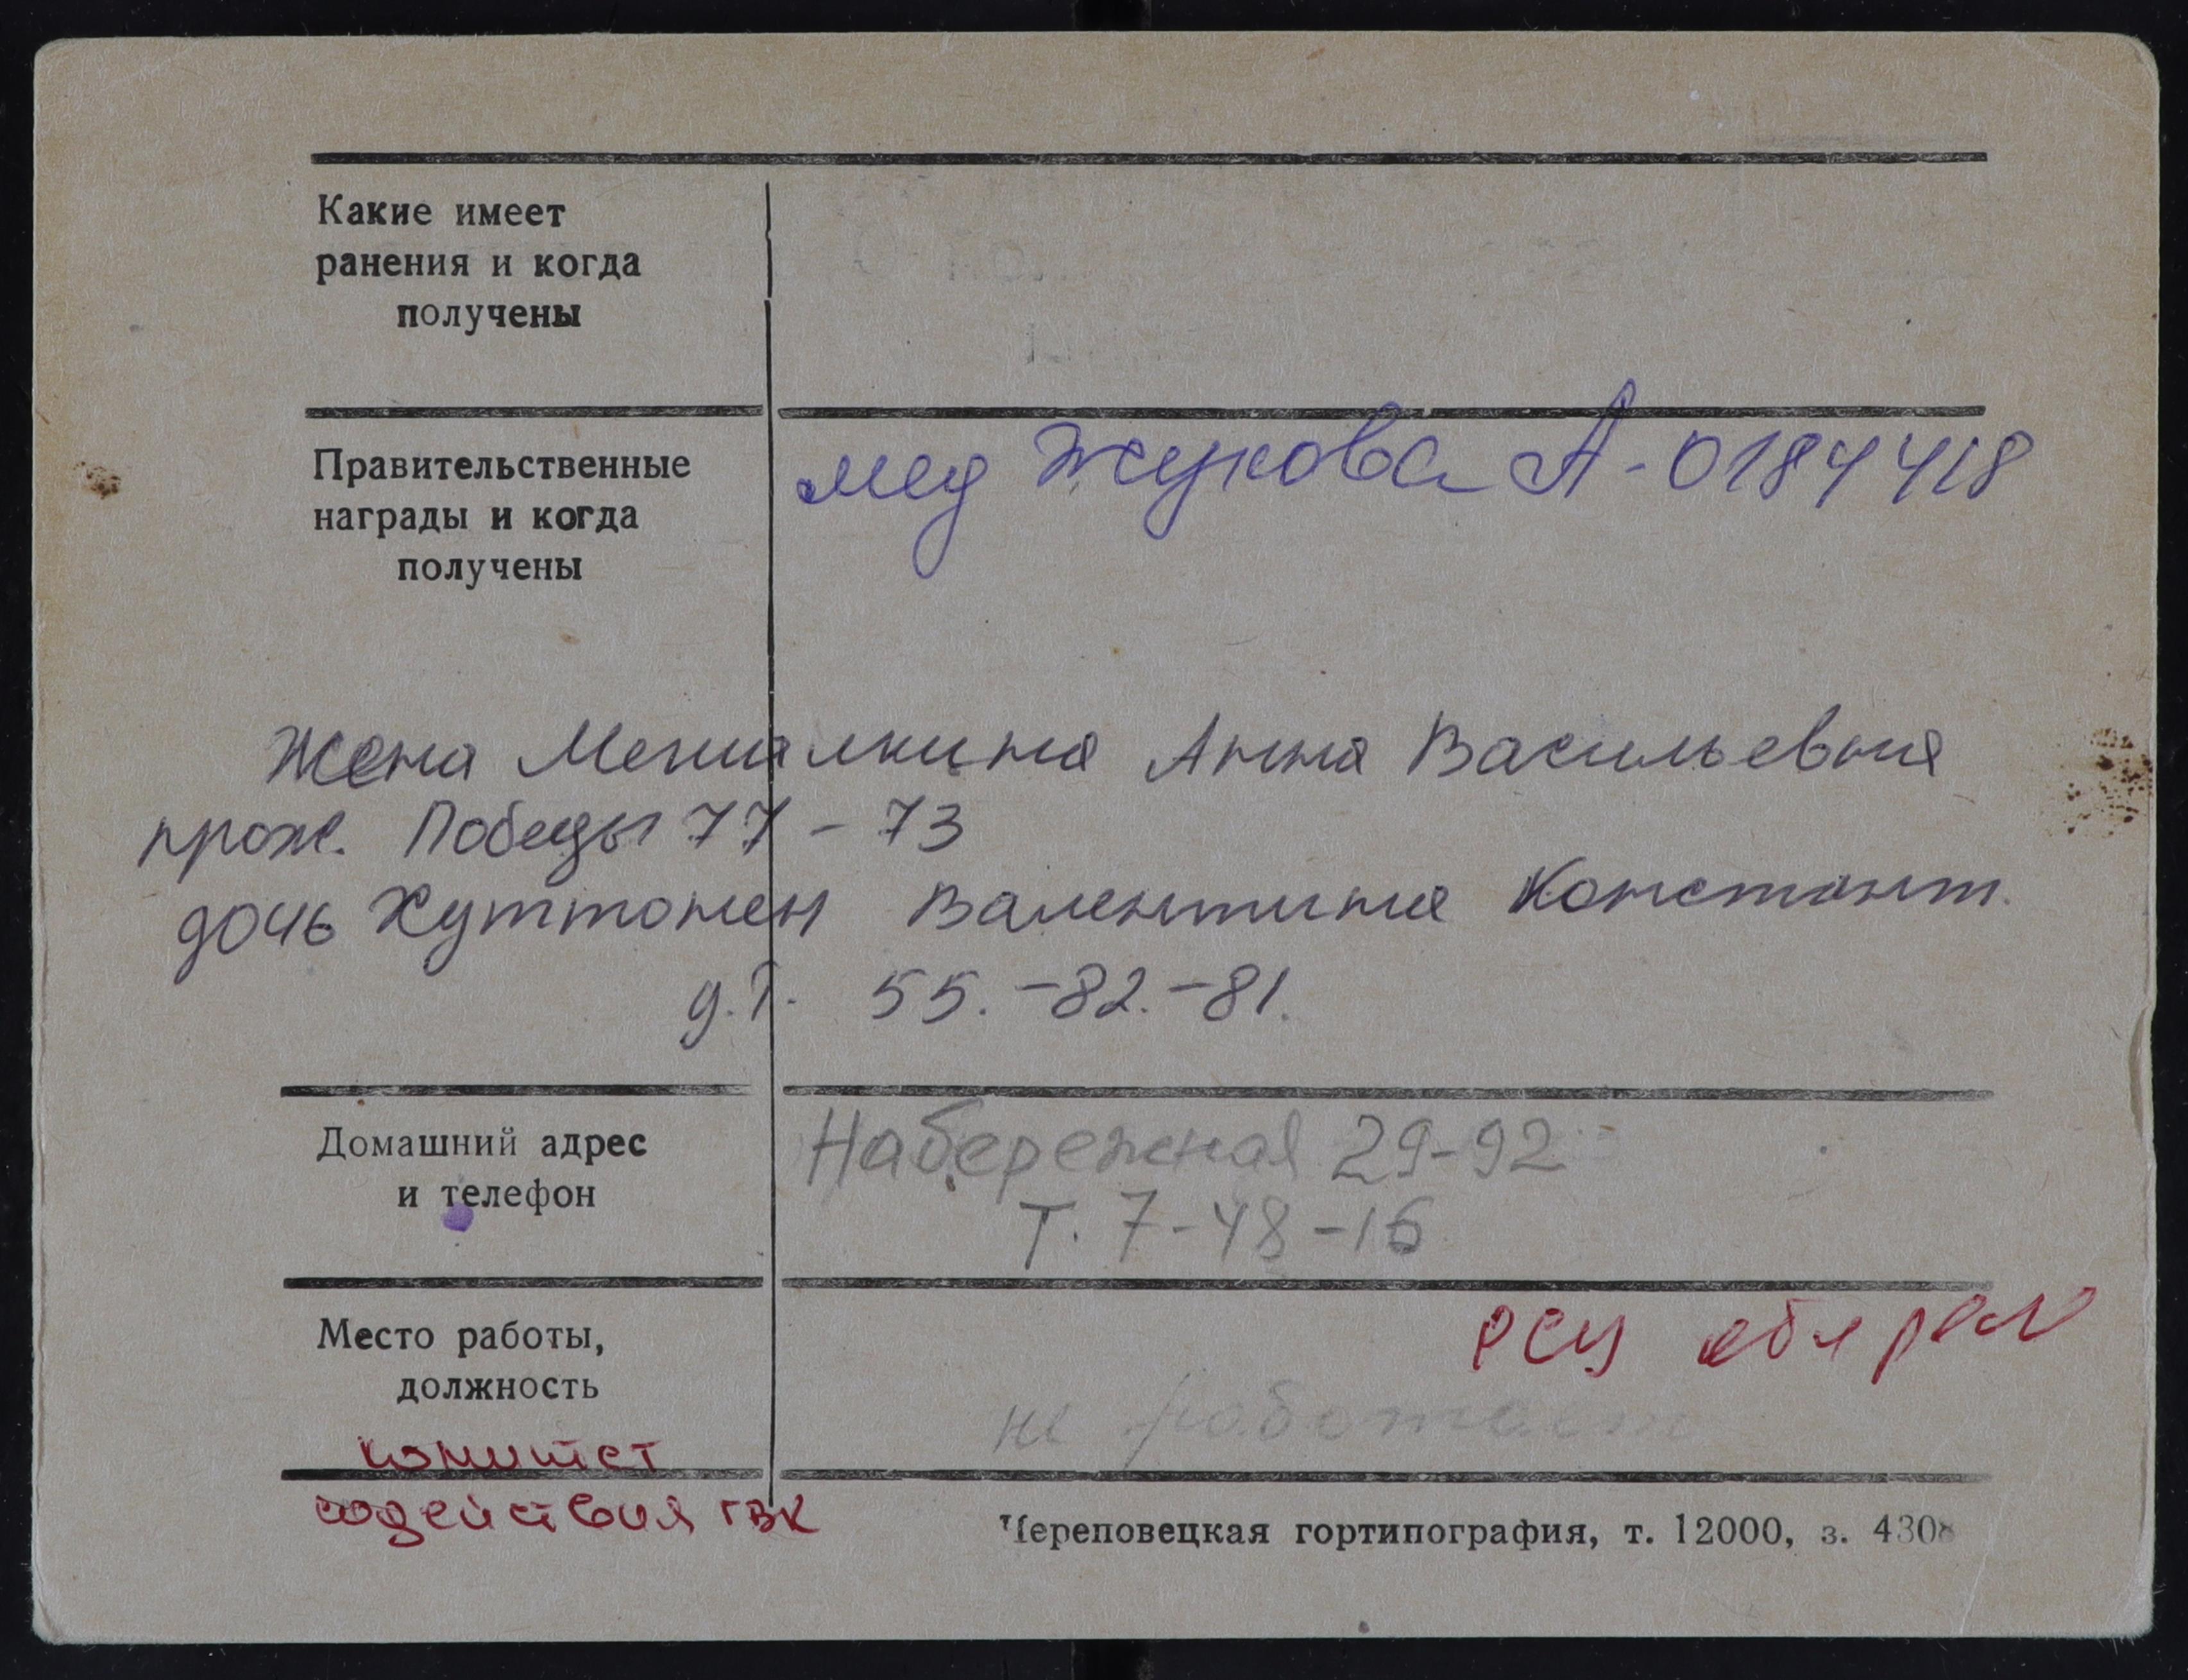 Какие имеет
ранения и когда
получены
Правительственные
награды и когда
получены
мед Жукова А-0184418
Жена Меншалкина Анна Васильевна
прож. Победы 77-73
дочь Хуттонен Валентина Констант.
д.т. 55.-82.-81.
Домашний адрес
и телефон
Набережная 29-92
т. 7-48-16
Место работы,
должность
РСУ
не работает
комитет
содействия ГВК
Череповецкая гортипография, т. 12000, з. 4308